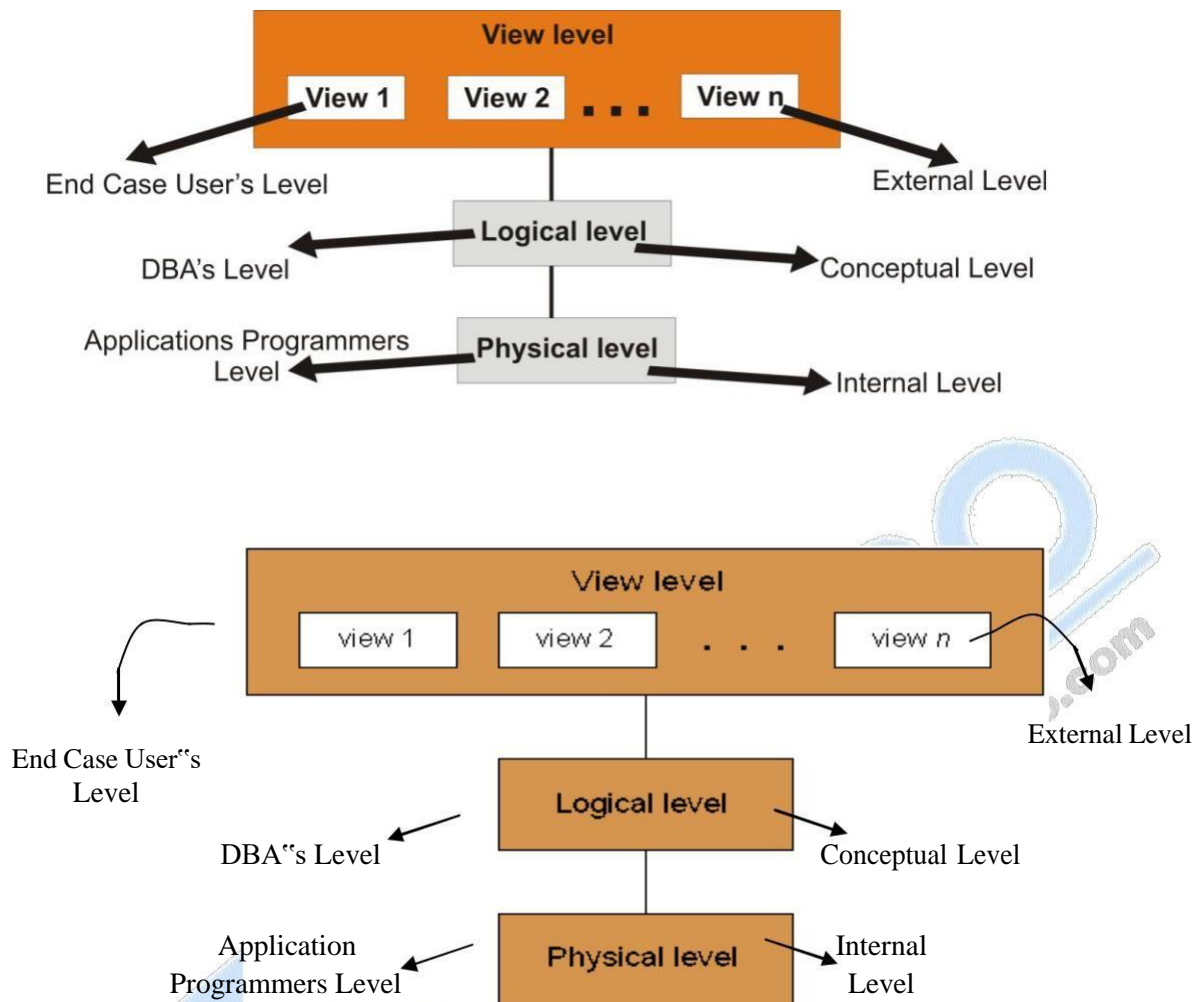 View level
View 1 View 2 ... View n
End Case User's Level
External Level
Logical level
DBA's Level
Conceptual Level
Applications Programmers
Level
Physical level
Internal Level
View level
view 1 view 2 . . . view n
.com
External Level
End Case User‟s
Level
Logical level
DBA‟s Level
Conceptual Level
Application
Programmers Level
Physical level
Internal
Level